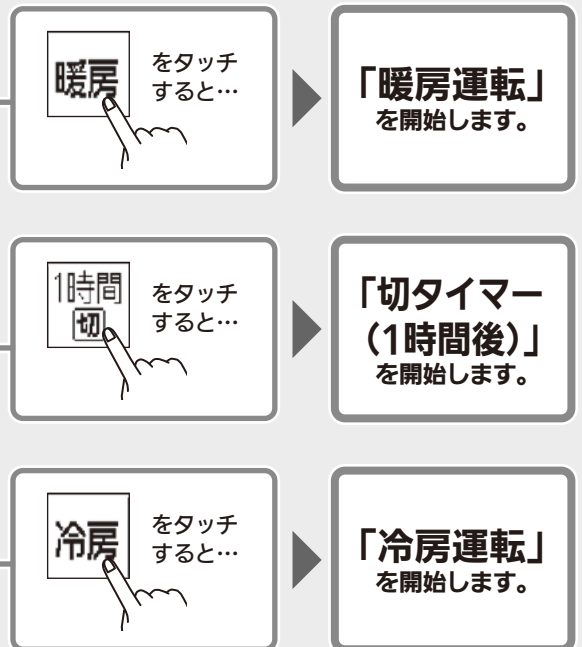 暖房
をタッチ
すると…
「暖房運転」
を開始します。
1時間
切
をタッチ
すると…
「切タイマー
（1時間後）」
を開始します。
冷房
をタッチ
すると…
「冷房運転」
を開始します。